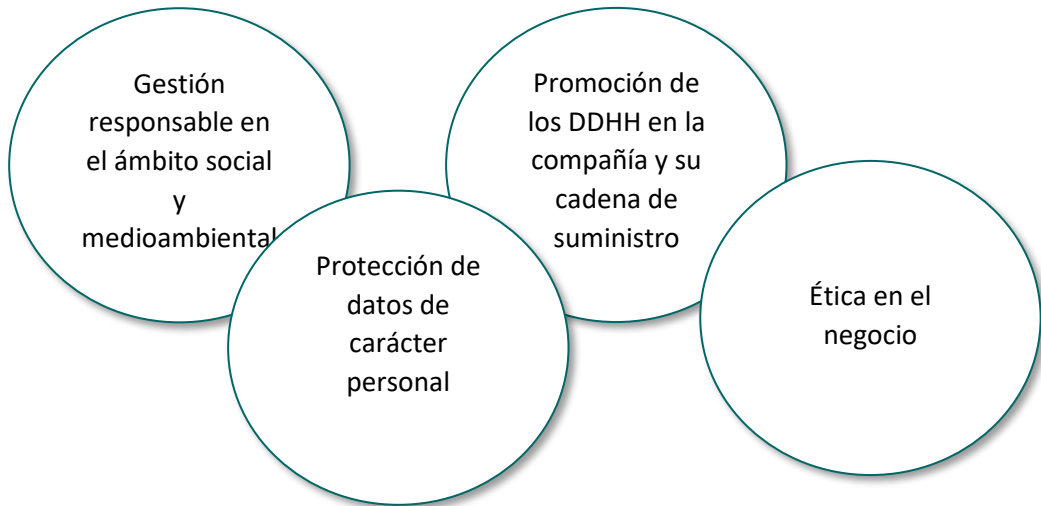 Gestión
responsable en
el ámbito social
y
medioambiental
Promoción de
los DDHH en la
compañía y su
cadena de
suministro
Protección de
datos de
carácter
personal
Ética en el
negocio